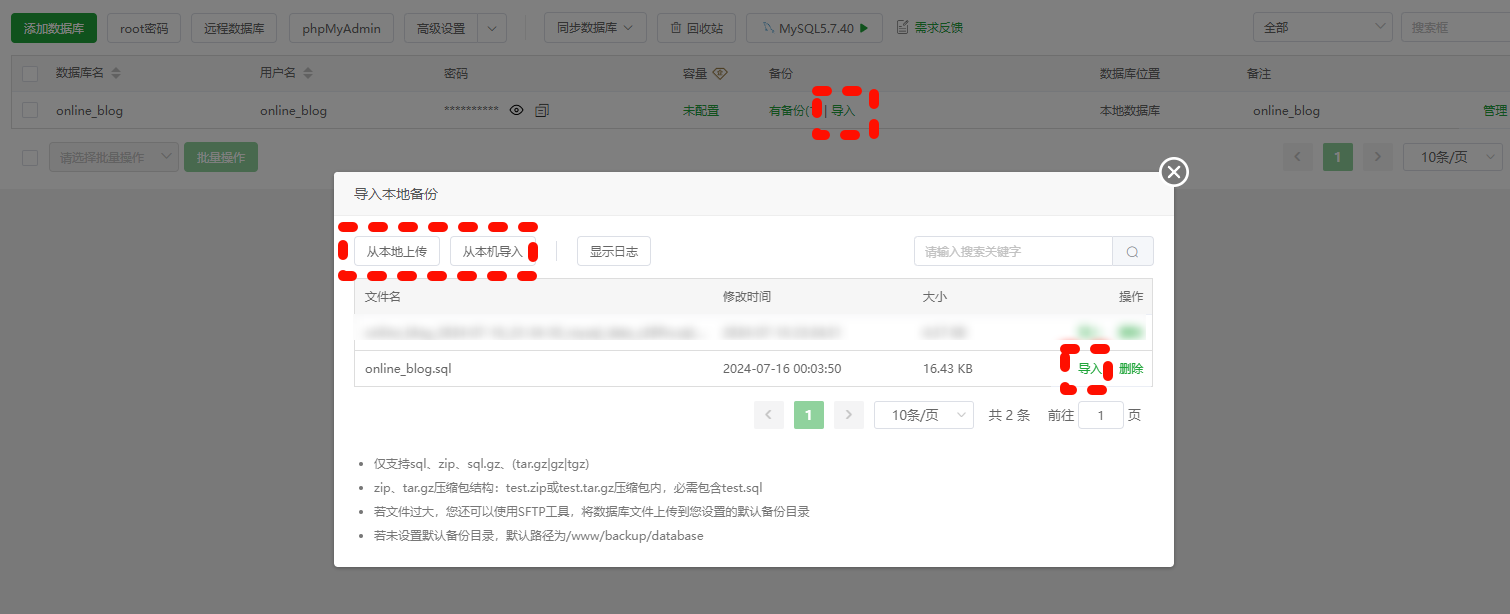 添加数据库 root密码 远程数据库 phpMyAdmin 高级设置 同步数据库 回收站 MySQL5.7.40 需求反馈 全部 搜索框
数据库名 用户名 密码 容量 备份 数据库位置 备注
online_blog online_blog ********** 未配置 有备份( | 导入 本地数据库 online_blog 管理
请选择批量操作 批量操作 1 10条/页
导入本地备份
从本地上传 从本机导入 显示日志 请输入搜索关键字
文件名 修改时间 大小 操作
online_blog.sql 2024-07-16 00:03:50 16.43 KB 导入 删除
1 10条/页 共 2 条 前往 1 页
仅支持sql、zip、sql.gz、(tar.gz|gz|tgz)
zip、tar.gz压缩包结构：test.zip或test.tar.gz压缩包内，必需包含test.sql
若文件过大，您还可以使用SFTP工具，将数据库文件上传到您设置的默认备份目录
若未设置默认备份目录，默认路径为/www/backup/database